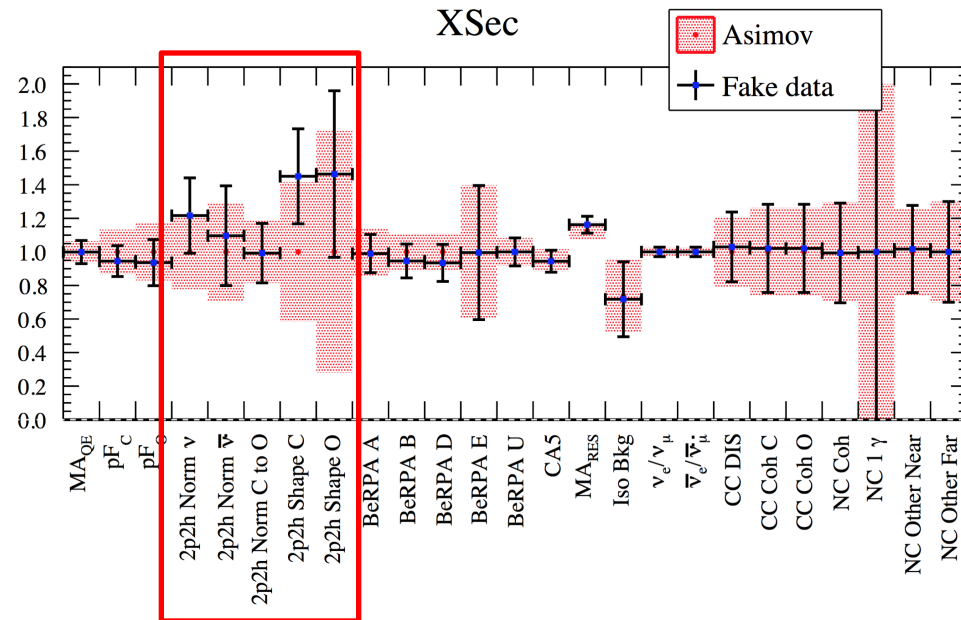 XSec
Asimov
Fake data
2.0
1.8
1.6
1.4
1.2
1.0
0.8
0.6
0.4
0.2
0.0
MA_QE
pF_C
pF_O
2p2h Norm ν
2p2h Norm ν̅
2p2h Norm C to O
2p2h Shape C
2p2h Shape O
BeRPA A
BeRPA B
BeRPA D
BeRPA E
BeRPA U
CA5
MA_RES
Iso Bkg
ν_e/ν_μ
ν̅_e/ν̅_μ
CC DIS
CC Coh C
CC Coh O
NC Coh
NC 1 γ
NC Other Near
NC Other Far